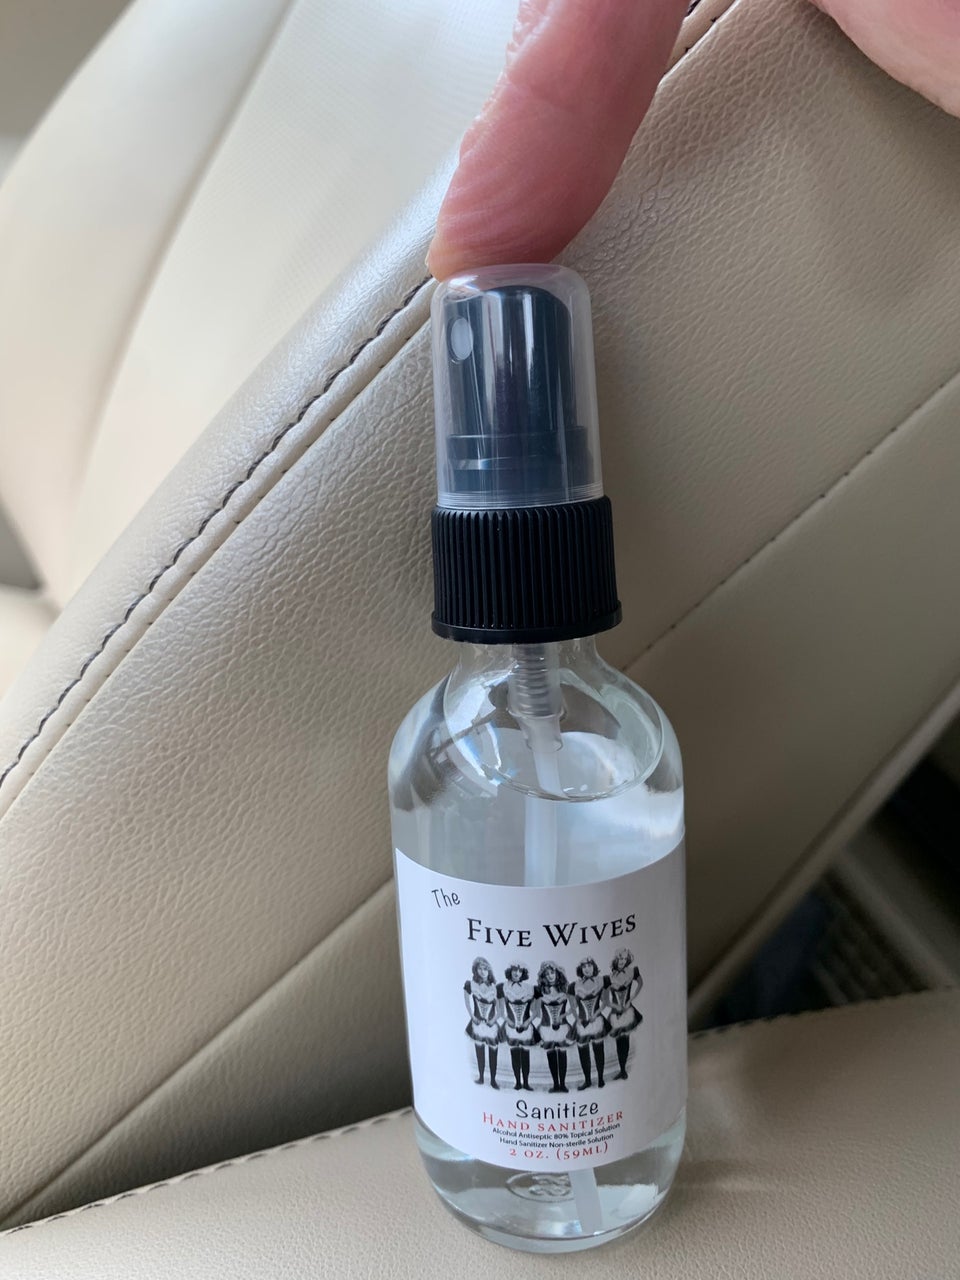 The
FIVE WIVES
Sanitize
HAND SANITIZER
Alcohol Antiseptic 80% Topical Solution
Hand Sanitizer Non-sterile Solution
2 OZ. (59ML)